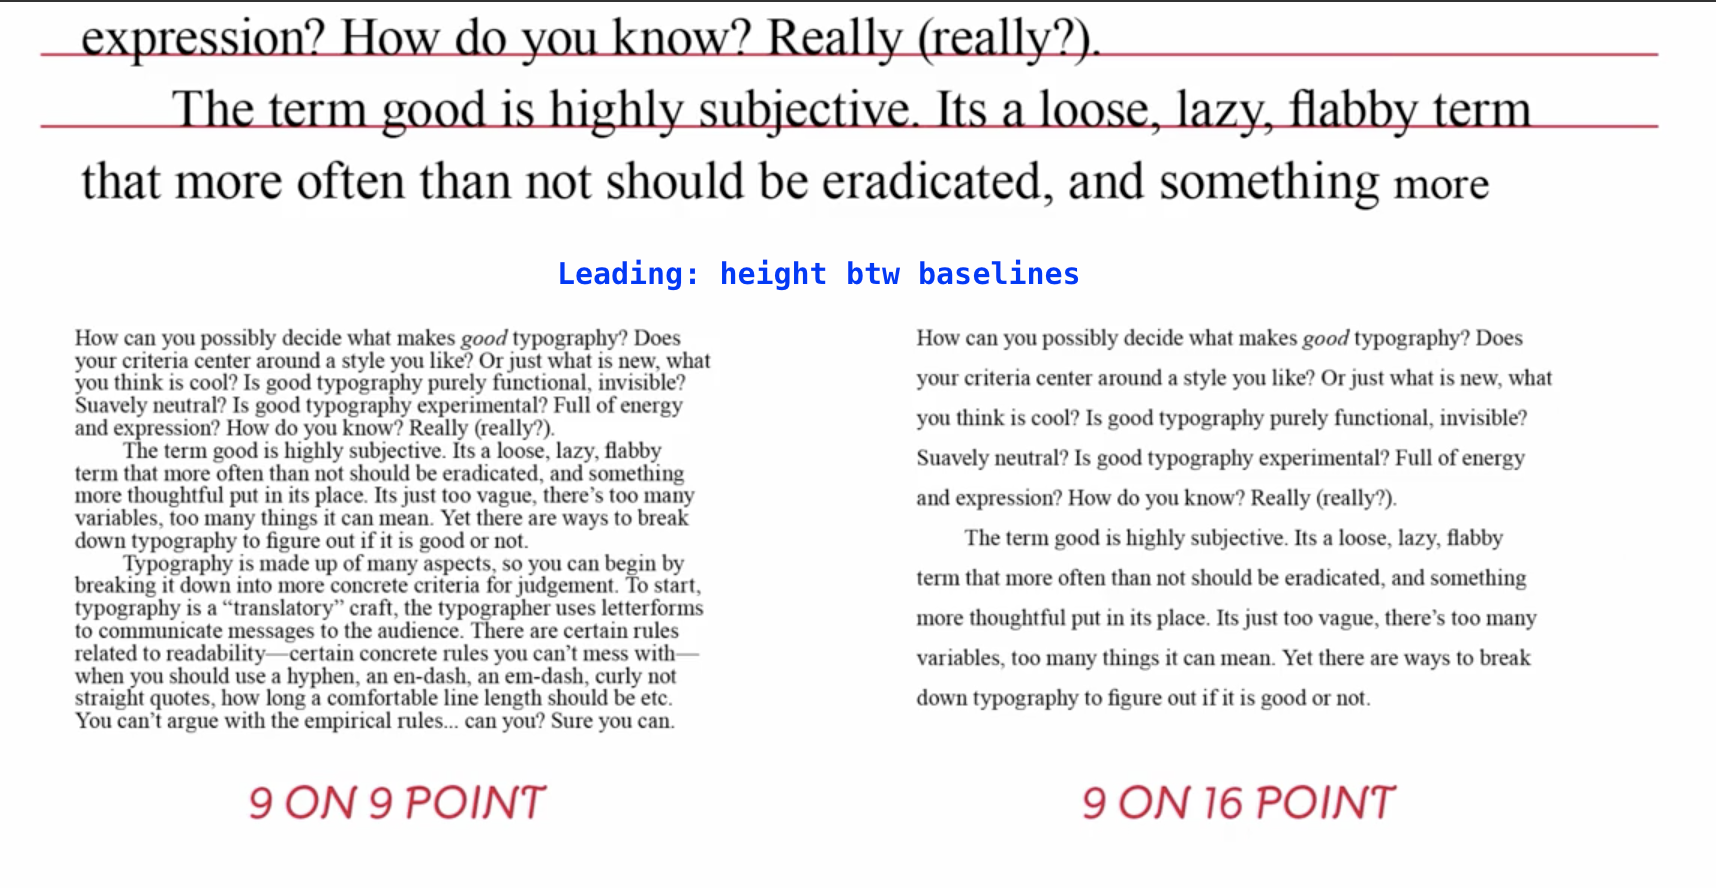 expression? How do you know? Really (really?).
The term good is highly subjective. Its a loose, lazy, flabby term
that more often than not should be eradicated, and something more
Leading: height btw baselines
How can you possibly decide what makes good typography? Does
your criteria center around a style you like? Or just what is new, what
you think is cool? Is good typography purely functional, invisible?
Suavely neutral? Is good typography experimental? Full of energy
and expression? How do you know? Really (really?).
The term good is highly subjective. Its a loose, lazy, flabby
term that more often than not should be eradicated, and something
more thoughtful put in its place. Its just too vague, there’s too many
variables, too many things it can mean. Yet there are ways to break
down typography to figure out if it is good or not.
Typography is made up of many aspects, so you can begin by
breaking it down into more concrete criteria for judgement. To start,
typography is a “translatory” craft, the typographer uses letterforms
to communicate messages to the audience. There are certain rules
related to readability—certain concrete rules you can’t mess with—
when you should use a hyphen, an en-dash, an em-dash, curly not
straight quotes, how long a comfortable line length should be etc.
You can’t argue with the empirical rules... can you? Sure you can.
9 ON 9 POINT
How can you possibly decide what makes good typography? Does
your criteria center around a style you like? Or just what is new, what
you think is cool? Is good typography purely functional, invisible?
Suavely neutral? Is good typography experimental? Full of energy
and expression? How do you know? Really (really?).
The term good is highly subjective. Its a loose, lazy, flabby
term that more often than not should be eradicated, and something
more thoughtful put in its place. Its just too vague, there’s too many
variables, too many things it can mean. Yet there are ways to break
down typography to figure out if it is good or not.
9 ON 16 POINT